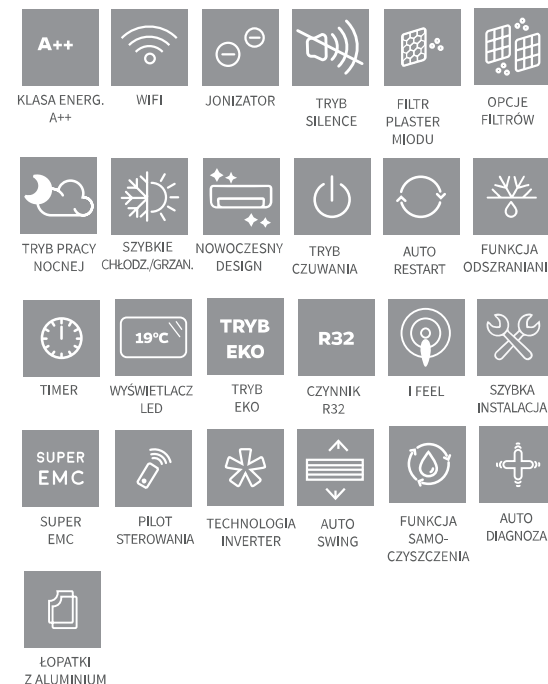 A++
KLASA ENERG.
A++
WIFI
JONIZATOR
TRYB
SILENCE
FILTR
PLASTER
MIODU
OPCJE
FILTRÓW
TRYB PRACY
NOCNEJ
SZYBKIE
CHŁODZ./GRZAN.
NOWOCZESNY
DESIGN
TRYB
CZUWANIA
AUTO
RESTART
FUNKCJA
ODSZRANIANI
TIMER
19°C
WYŚWIETLACZ
LED
TRYB
EKO
TRYB
EKO
R32
CZYNNIK
R32
I FEEL
SZYBKA
INSTALACJA
SUPER
EMC
SUPER
EMC
PILOT
STEROWANIA
TECHNOLOGIA
INVERTER
AUTO
SWING
FUNKCJA
SAMO-
CZYSZCZENIA
AUTO
DIAGNOZA
ŁOPATKI
Z ALUMINIUM